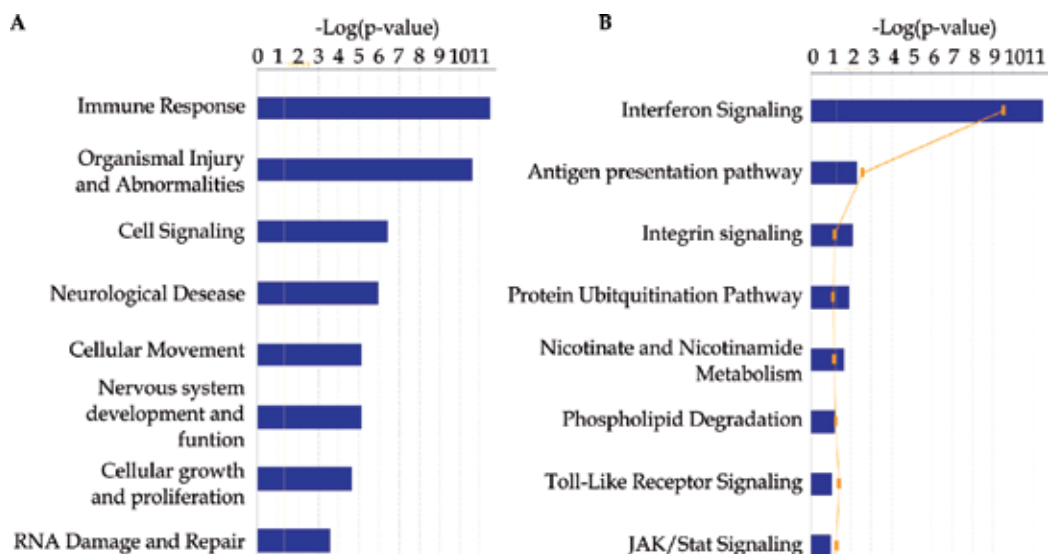 A
-Log(p-value)
0 1 2 3 4 5 6 7 8 9 10 11
Immune Response
Organismal Injury
and Abnormalities
Cell Signaling
Neurological Desease
Cellular Movement
Nervous system
development and
funtion
Cellular growth
and proliferation
RNA Damage and Repair
B
-Log(p-value)
0 1 2 3 4 5 6 7 8 9 10 11
Interferon Signaling
Antigen presentation pathway
Integrin signaling
Protein Ubitquitination Pathway
Nicotinate and Nicotinamide
Metabolism
Phospholipid Degradation
Toll-Like Receptor Signaling
JAK/Stat Signaling